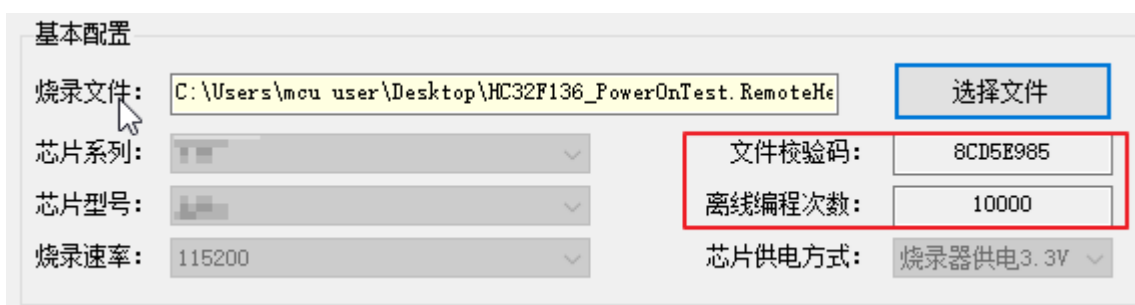 基本配置
烧录文件: C:\Users\mcu user\Desktop\HC32F136_PowerOnTest.RemoteHe 选择文件
芯片系列: 文件校验码: 8CD5E985
芯片型号: 离线编程次数: 10000
烧录速率: 115200 芯片供电方式: 烧录器供电3.3V